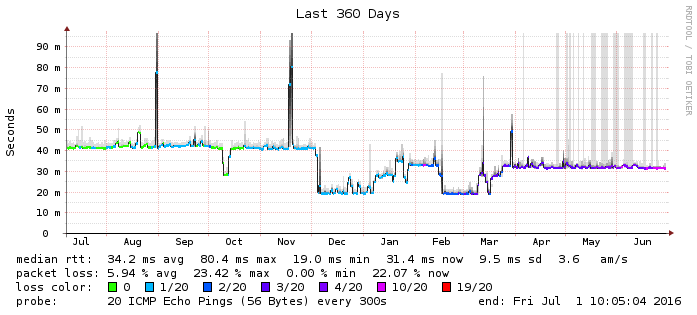 Last 360 Days
RRDTOOL / TOBI OETIKER
Seconds
90 m
80 m
70 m
60 m
50 m
40 m
30 m
20 m
10 m
0
Jul Aug Sep Oct Nov Dec Jan Feb Mar Apr May Jun
median rtt: 34.2 ms avg 80.4 ms max 19.0 ms min 31.4 ms now 9.5 ms sd 3.6 am/s
packet loss: 5.94 % avg 23.42 % max 0.00 % min 22.07 % now
loss color: 0 1/20 2/20 3/20 4/20 10/20 19/20
probe: 20 ICMP Echo Pings (56 Bytes) every 300s end: Fri Jul 1 10:05:04 2016